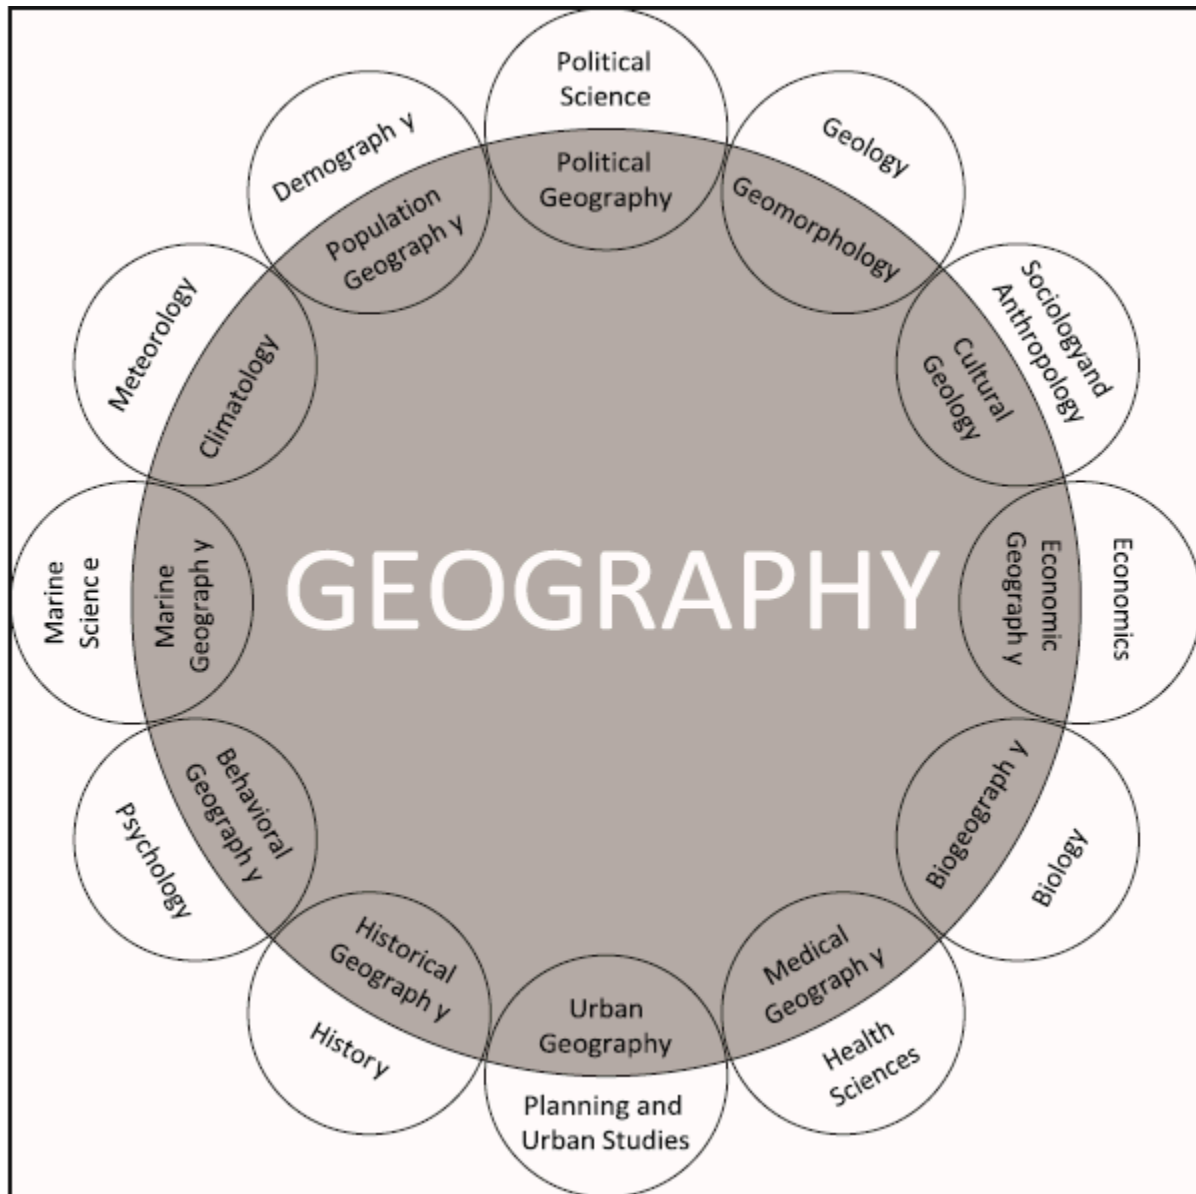 Political
Science
Political
Geography
Geology
Geomorphology
Sociologyand
Anthropology
Cultural
Geology
Economics
Economic
Geograph y
Biology
Biogeograph y
Health
Sciences
Medical
Geograph y
Urban
Geography
Planning and
Urban Studies
Historical
Geograph y
History
Behavioral
Geograph y
Psychology
Marine
Science
Marine
Geograph y
Meteorology
Climatology
Demograph y
Population
Geograph y
GEOGRAPHY